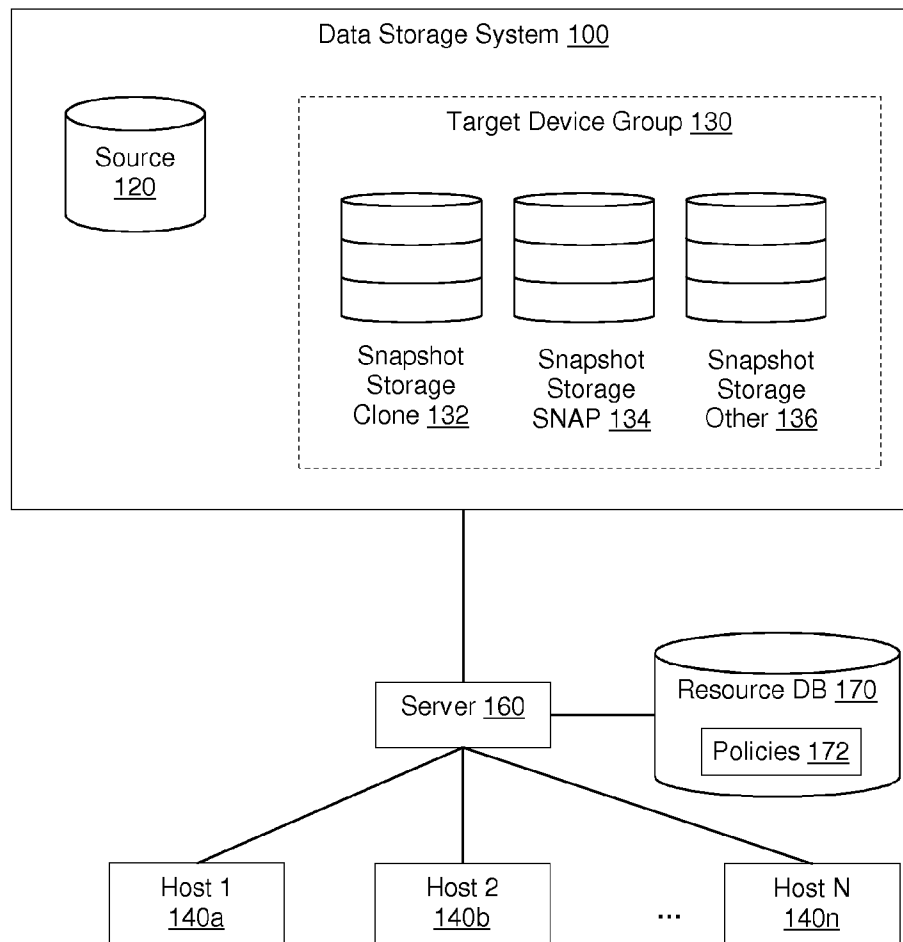 Data Storage System 100
Target Device Group 130
Source
120
Snapshot
Storage
Clone 132
Snapshot
Storage
SNAP 134
Snapshot
Storage
Other 136
Server 160
Resource DB 170
Policies 172
Host 1
140a
Host 2
140b
...
Host N
140n